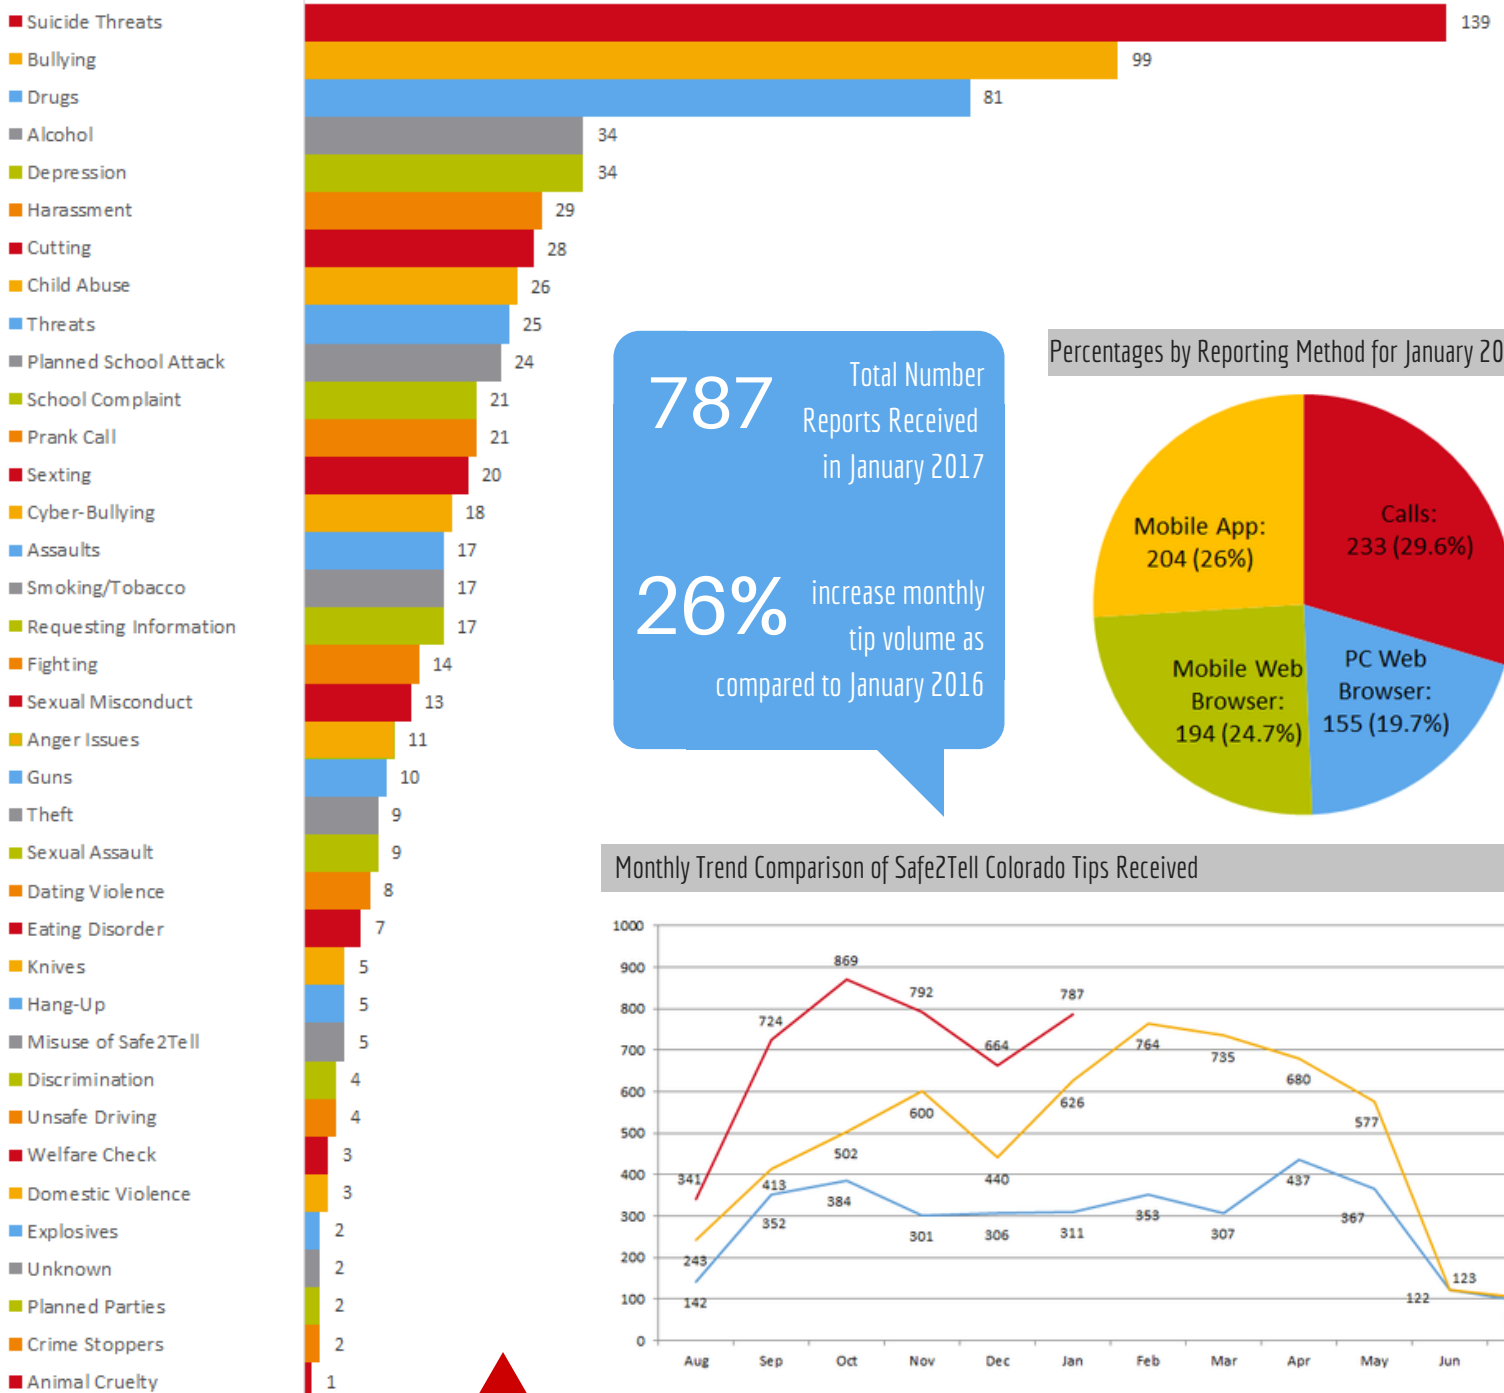 Suicide Threats 139
Bullying 99
Drugs 81
Alcohol 34
Depression 34
Harassment 29
Cutting 28
Child Abuse 26
Threats 25
Planned School Attack 24
School Complaint 21
Prank Call 21
Sexting 20
Cyber-Bullying 18
Assaults 17
Smoking/Tobacco 17
Requesting Information 17
Fighting 14
Sexual Misconduct 13
Anger Issues 11
Guns 10
Theft 9
Sexual Assault 9
Dating Violence 8
Eating Disorder 7
Knives 5
Hang-Up 5
Misuse of Safe2Tell 5
Discrimination 4
Unsafe Driving 4
Welfare Check 3
Domestic Violence 3
Explosives 2
Unknown 2
Planned Parties 2
Crime Stoppers 2
Animal Cruelty 1
787
Total Number
Reports Received
in January 2017
26%
increase monthly
tip volume as
compared to January 2016
Percentages by Reporting Method for January 20
Mobile App:
204 (26%)
Calls:
233 (29.6%)
Mobile Web
Browser:
194 (24.7%)
PC Web
Browser:
155 (19.7%)
Monthly Trend Comparison of Safe2Tell Colorado Tips Received
1000
900
800
700
600
500
400
300
200
100
0
341 724 869 792 664 787
243 413 502 600 440 626 764 735 680 577 123
142 352 384 301 306 311 353 307 437 367 122
Aug Sep Oct Nov Dec Jan Feb Mar Apr May Jun